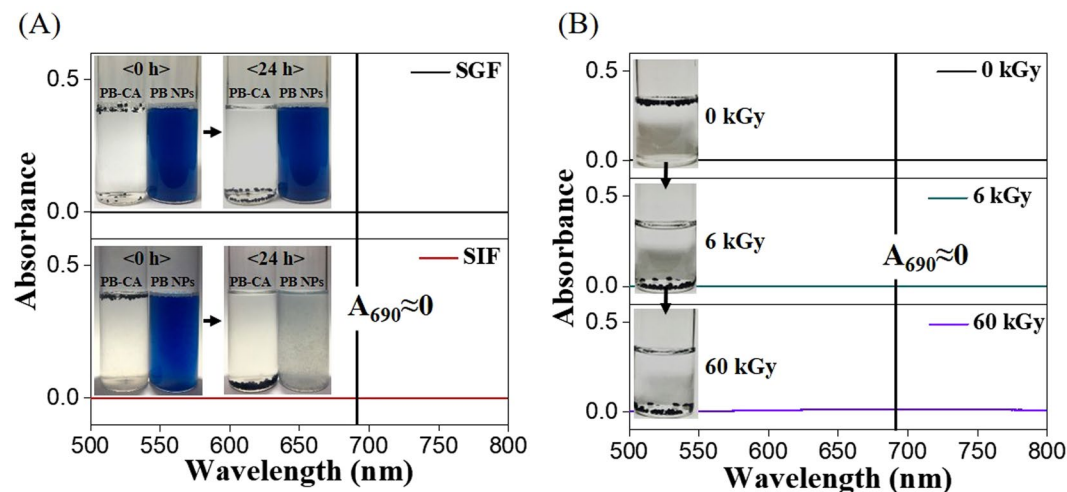 (A)
0.5
<0 h>
<24 h>
SGF
PB-CA PB NPs
PB-CA PB NPs
0.0
0.5
<0 h>
<24 h>
SIF
PB-CA PB NPs
PB-CA PB NPs
A690≈0
0.0
Absorbance
500 550 600 650 700 750 800
Wavelength (nm)
(B)
0.5
0 kGy
0 kGy
0.0
0.5
6 kGy
6 kGy
A690≈0
0.0
0.5
60 kGy
60 kGy
0.0
Absorbance
500 550 600 650 700 750 800
Wavelength (nm)